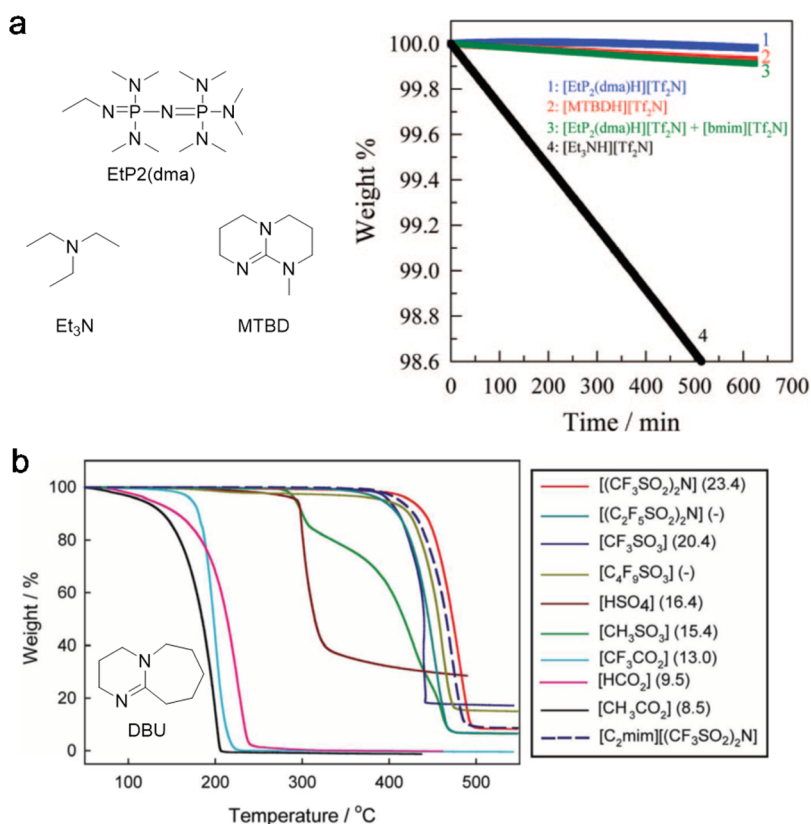 a
N
N
N
N=P—N=P—N
N
N
EtP2(dma)
N
Et₃N
N
N
N
MTBD
Weight %
100.0
99.8
99.6
99.4
99.2
99.0
98.8
98.6
1
2
3
1: [EtP₂(dma)H][Tf₂N]
2: [MTBDH][Tf₂N]
3: [EtP₂(dma)H][Tf₂N] + [bmim][Tf₂N]
4: [Et₃NH][Tf₂N]
4
0 100 200 300 400 500 600 700
Time / min
b
Weight / %
100
80
60
40
20
0
N
N
DBU
100 200 300 400 500
Temperature / °C
[(CF₃SO₂)₂N] (23.4)
[(C₂F₅SO₂)₂N] (-)
[CF₃SO₃] (20.4)
[C₄F₉SO₃] (-)
[HSO₄] (16.4)
[CH₃SO₃] (15.4)
[CF₃CO₂] (13.0)
[HCO₂] (9.5)
[CH₃CO₂] (8.5)
[C₂mim][(CF₃SO₂)₂N]